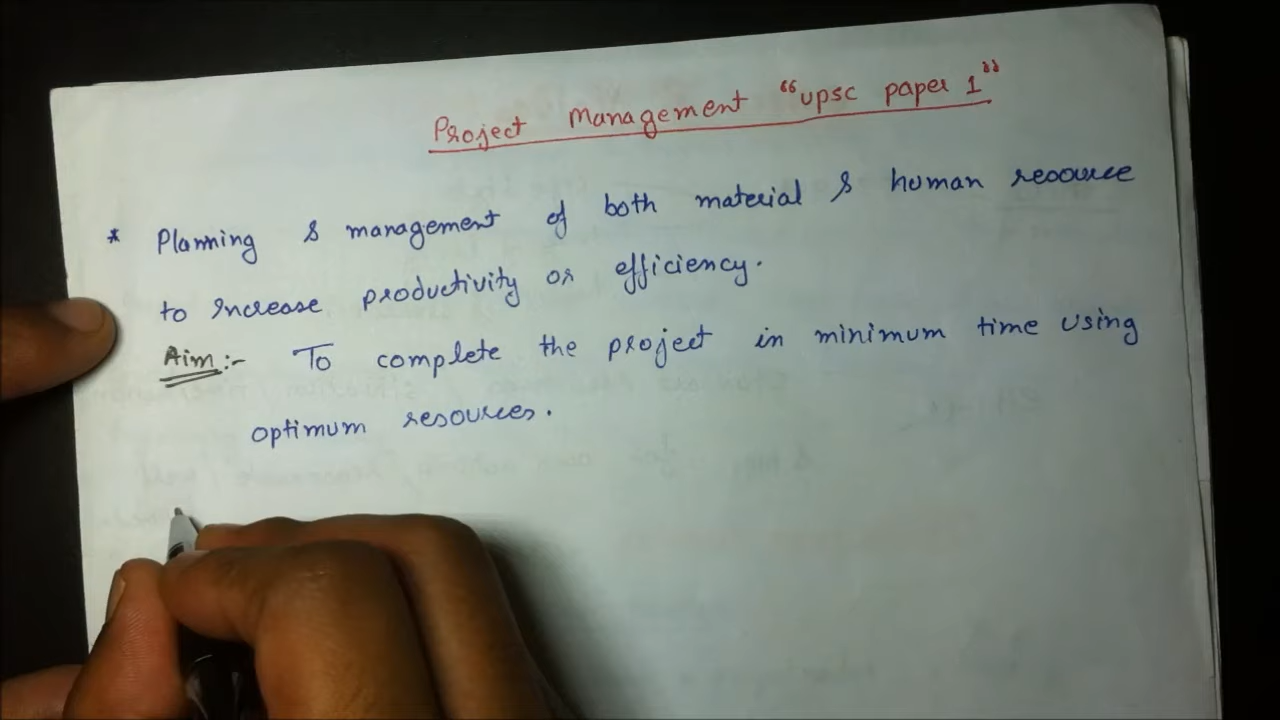 Project Management "UPSC paper 1"
* Planning & management of both material & human resource
to increase productivity or efficiency.
Aim:- To complete the project in minimum time using
optimum resources.